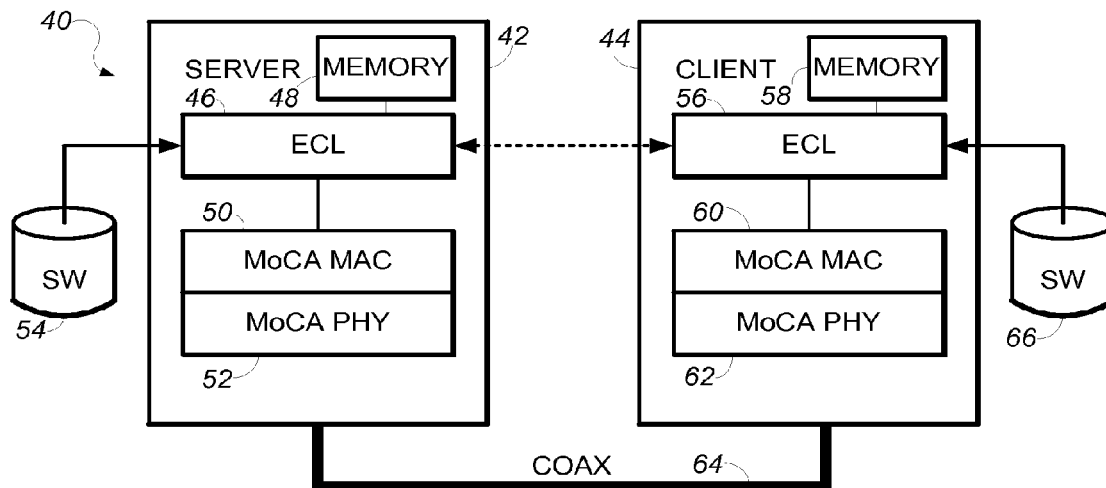 40
42
44
SERVER
MEMORY
CLIENT
MEMORY
46
48
56
58
ECL
ECL
50
60
MoCA MAC
MoCA MAC
SW
SW
MoCA PHY
MoCA PHY
54
52
62
66
COAX
64